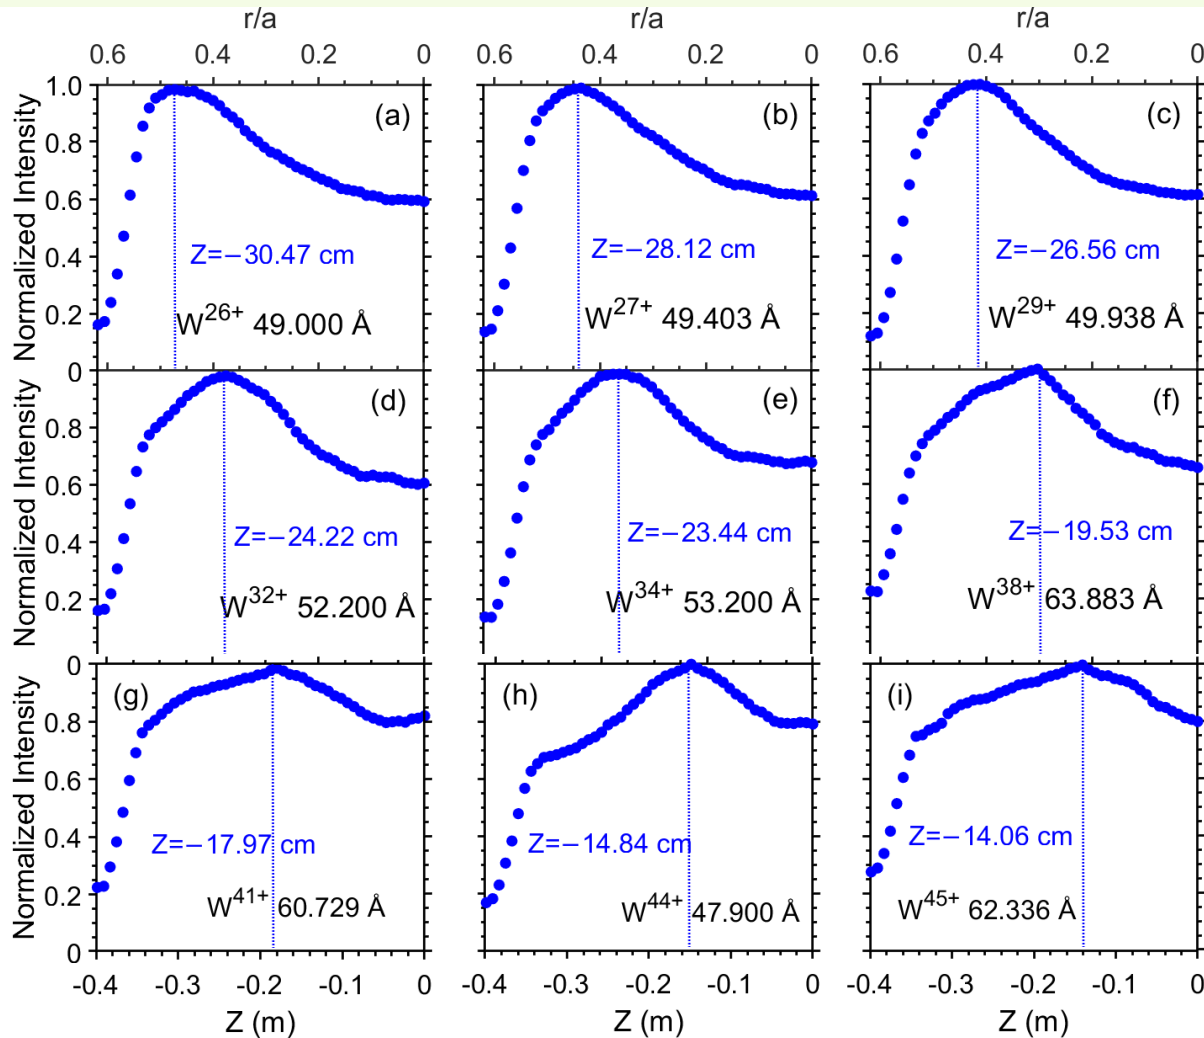 r/a r/a r/a
0.6 0.4 0.2 0 0.6 0.4 0.2 0 0.6 0.4 0.2 0
Normalized Intensity
1.0
0.8
0.6
0.4
0.2
0
(a)
Z=−30.47 cm
W26+ 49.000 Å
(b)
Z=−28.12 cm
W27+ 49.403 Å
(c)
Z=−26.56 cm
W29+ 49.938 Å
Normalized Intensity
0.8
0.6
0.4
0.2
0
(d)
Z=−24.22 cm
W32+ 52.200 Å
(e)
Z=−23.44 cm
W34+ 53.200 Å
(f)
Z=−19.53 cm
W38+ 63.883 Å
Normalized Intensity
0.8
0.6
0.4
0.2
0
(g)
Z=−17.97 cm
W41+ 60.729 Å
(h)
Z=−14.84 cm
W44+ 47.900 Å
(i)
Z=−14.06 cm
W45+ 62.336 Å
-0.4 -0.3 -0.2 -0.1 0 -0.4 -0.3 -0.2 -0.1 0 -0.4 -0.3 -0.2 -0.1 0
Z (m) Z (m) Z (m)